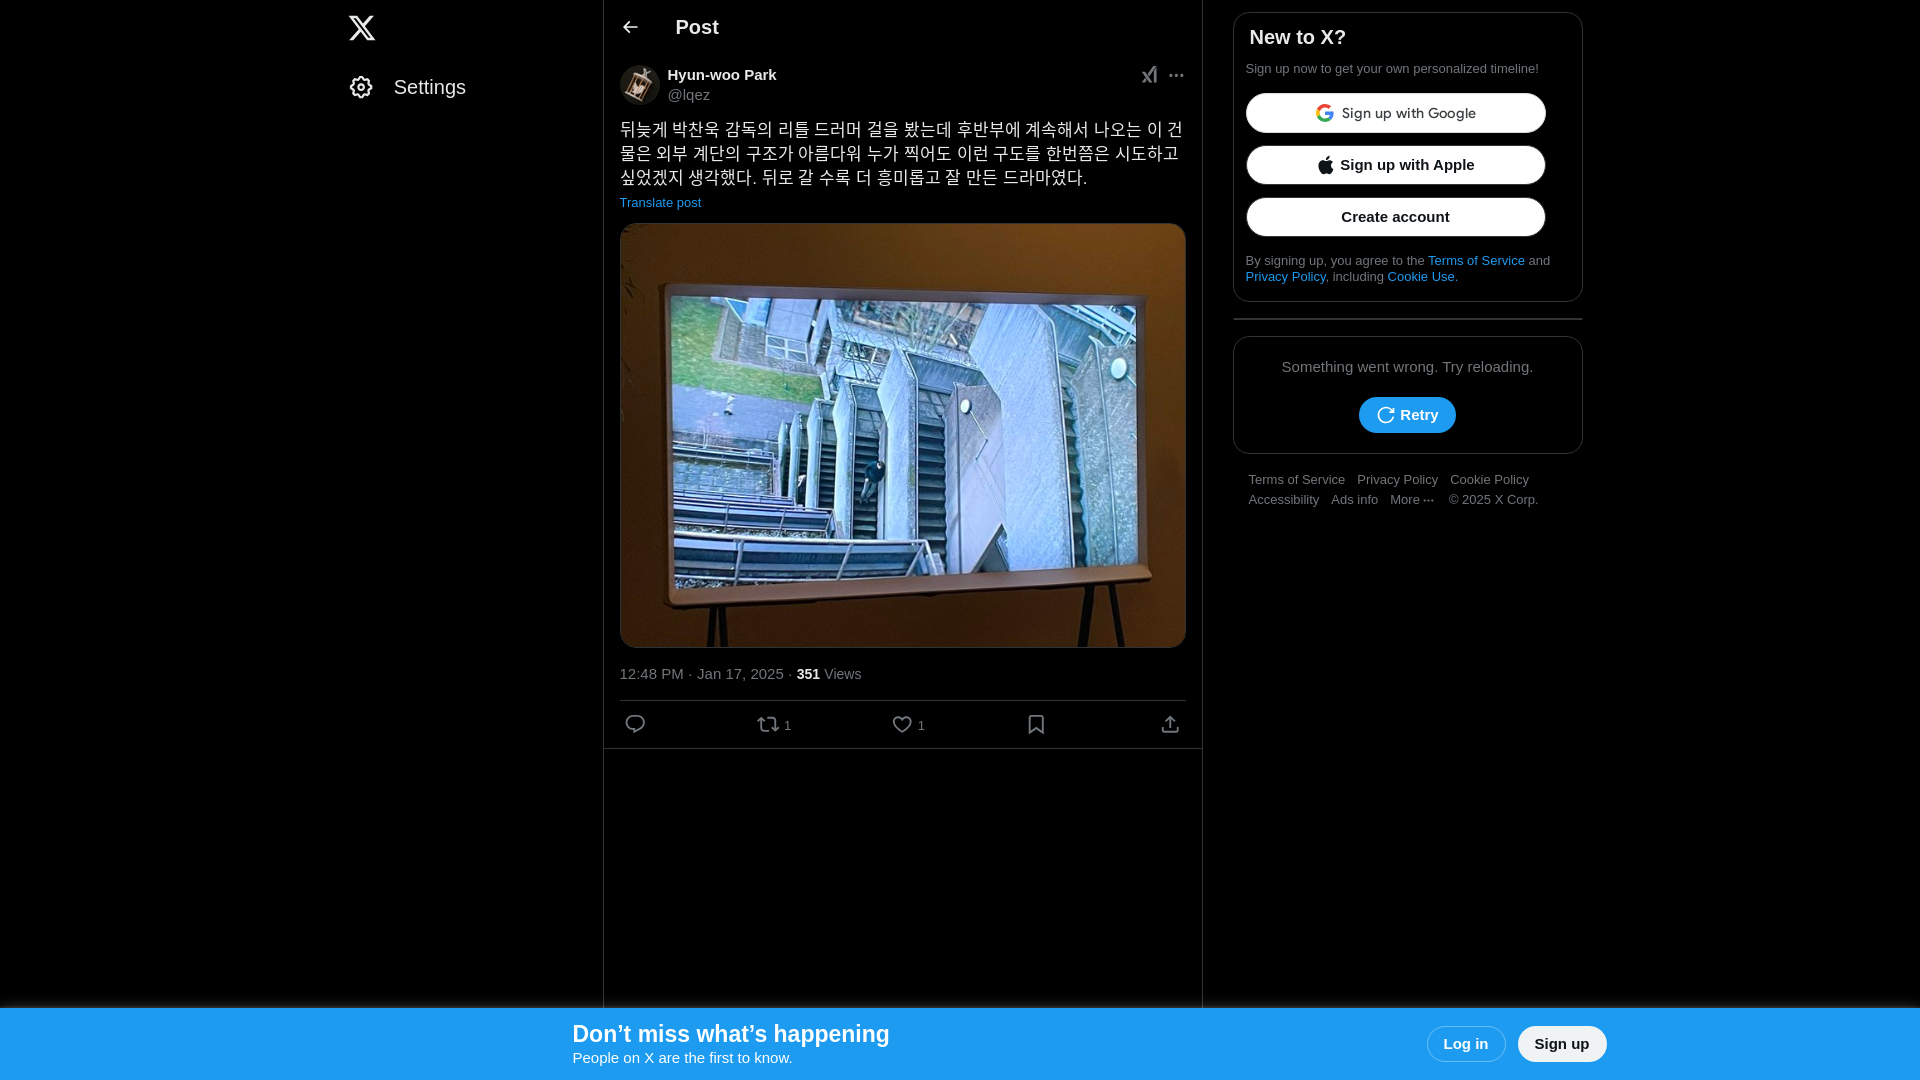 Settings
Post
Hyun-woo Park
@lqez
뒤늦게 박찬욱 감독의 리틀 드러머 걸을 봤는데 후반부에 계속해서 나오는 이 건
물은 외부 계단의 구조가 아름다워 누가 찍어도 이런 구도를 한번쯤은 시도하고
싶었겠지 생각했다. 뒤로 갈 수록 더 흥미롭고 잘 만든 드라마였다.
Translate post
12:48 PM · Jan 17, 2025 · 351 Views
1
1
New to X?
Sign up now to get your own personalized timeline!
Sign up with Google
Sign up with Apple
Create account
By signing up, you agree to the Terms of Service and
Privacy Policy, including Cookie Use.
Something went wrong. Try reloading.
Retry
Terms of Service Privacy Policy Cookie Policy
Accessibility Ads info More ··· © 2025 X Corp.
Don’t miss what’s happening
People on X are the first to know.
Log in
Sign up